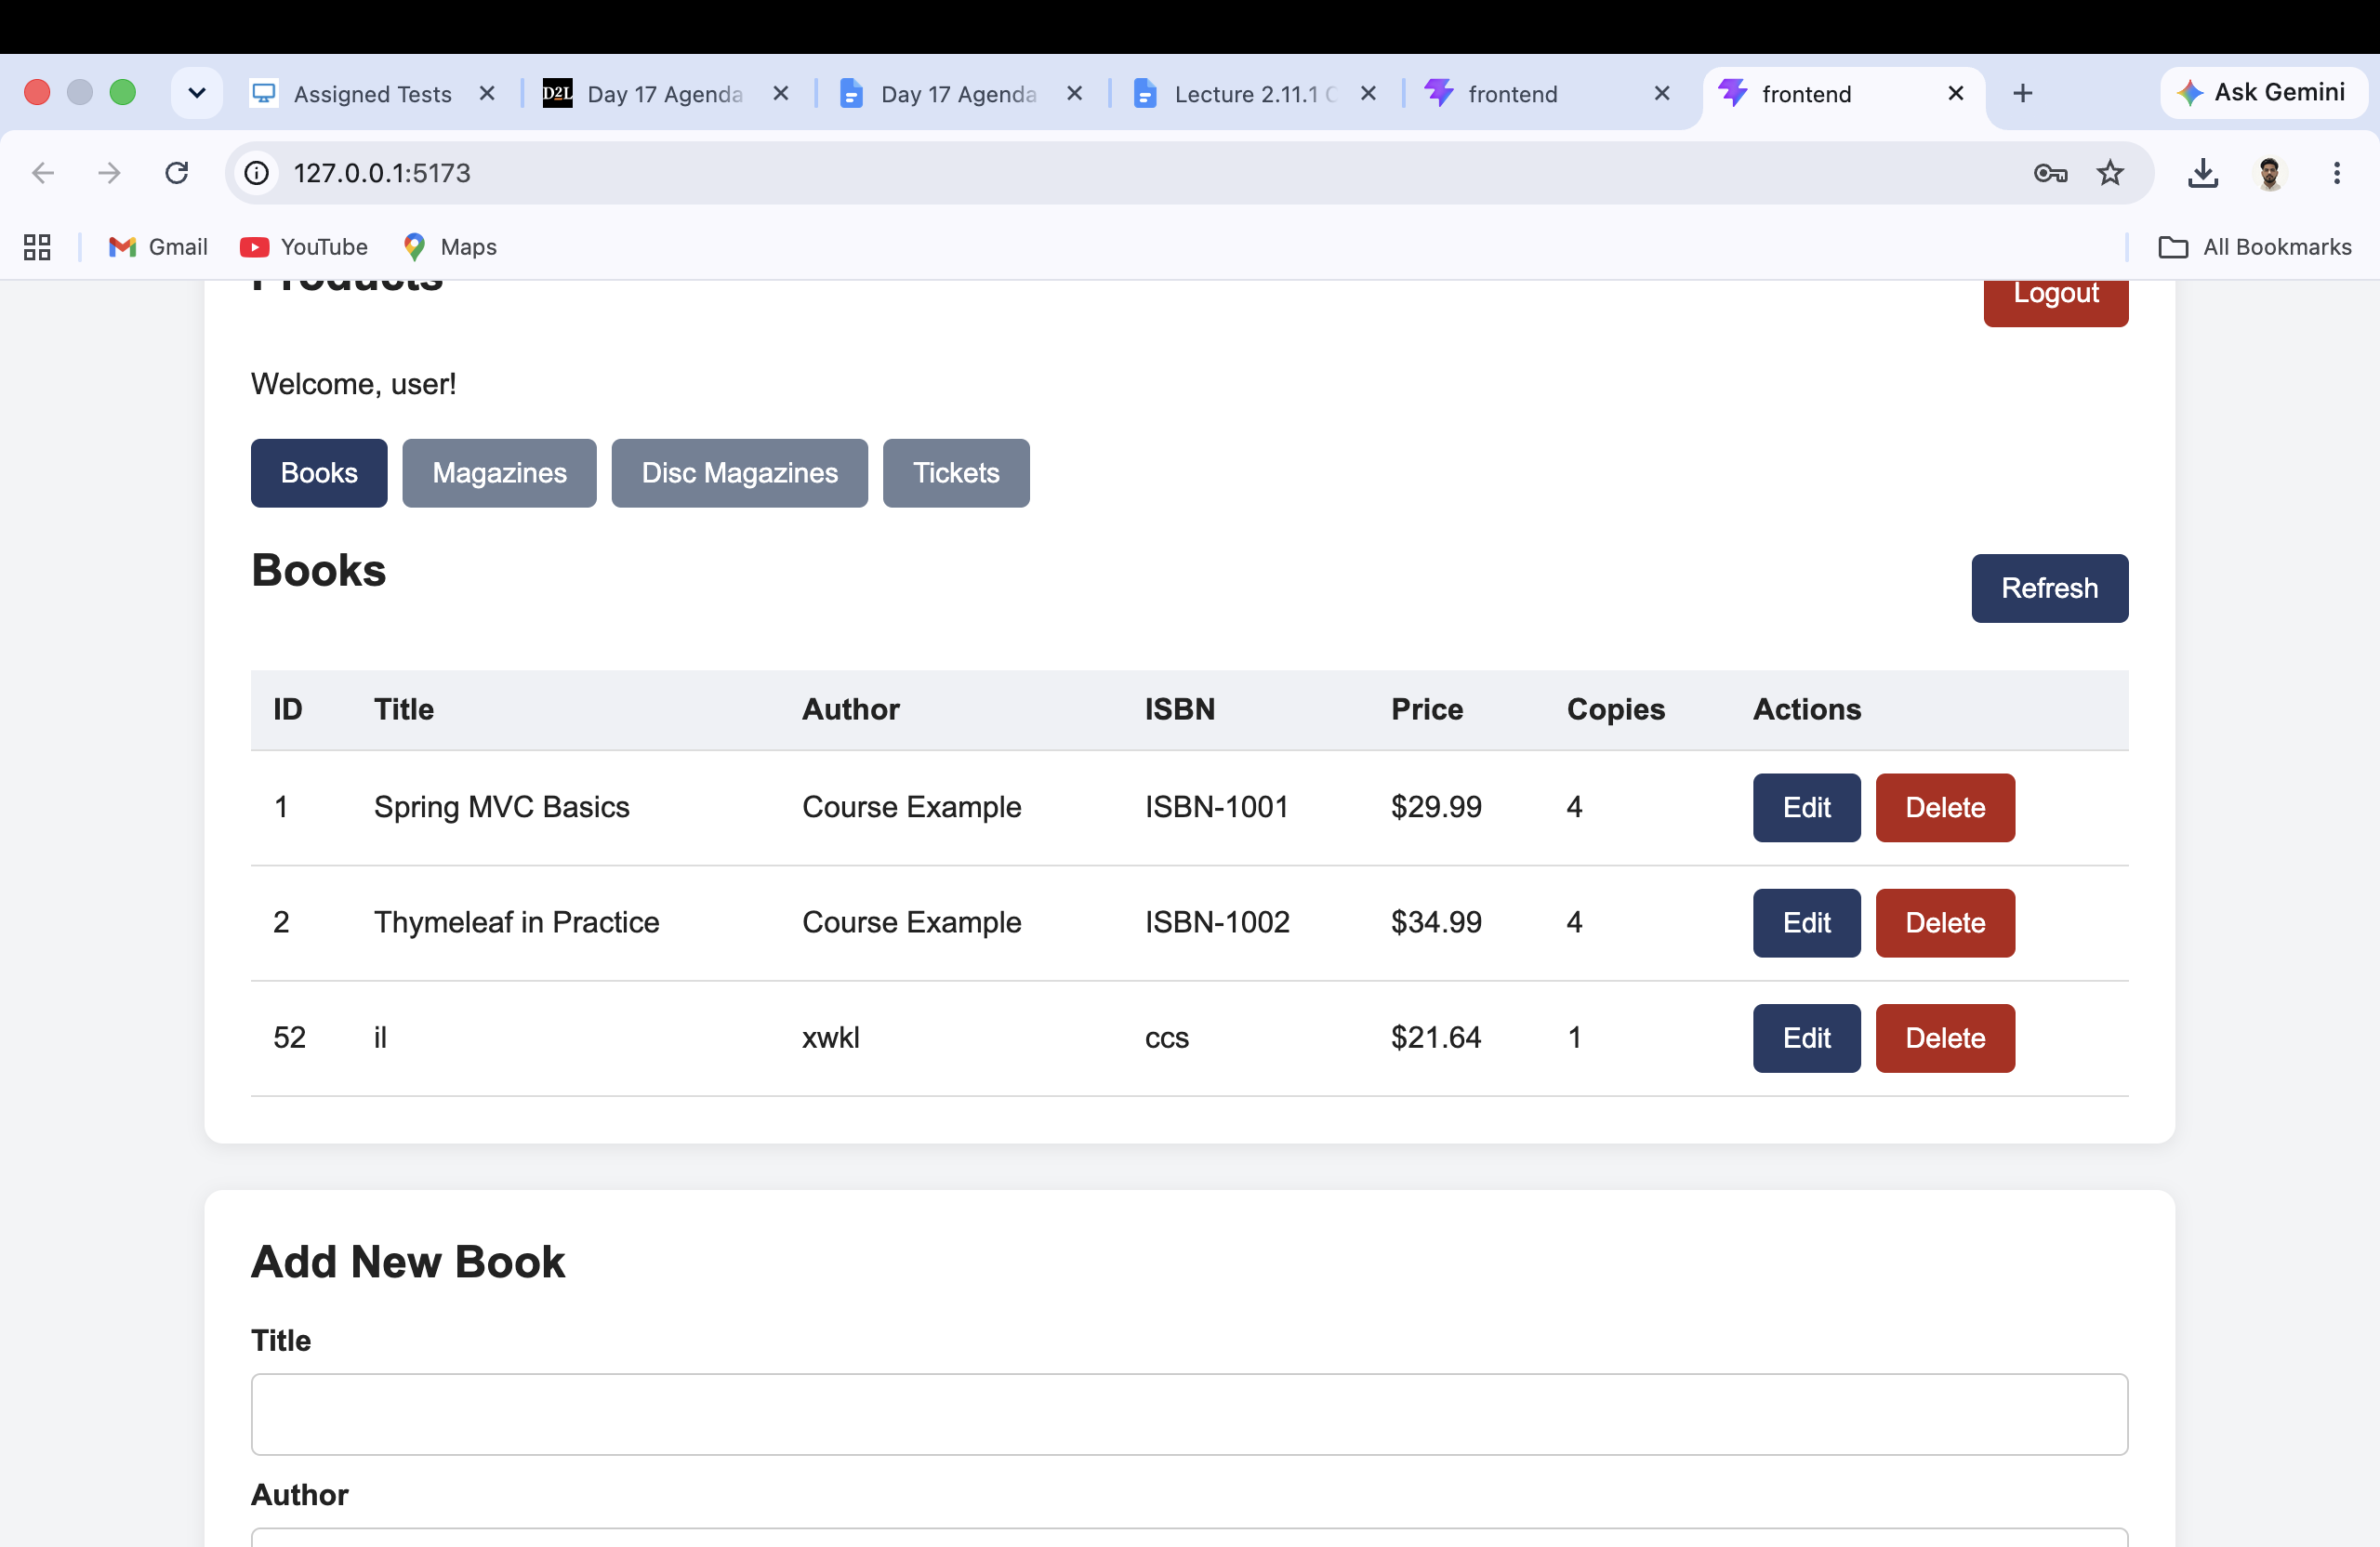 Assigned Tests
D2L Day 17 Agenda
Day 17 Agenda
Lecture 2.11.1
frontend
frontend
Ask Gemini
127.0.0.1:5173
Gmail
YouTube
Maps
All Bookmarks
Products
Logout
Welcome, user!
Books
Magazines
Disc Magazines
Tickets
Books
Refresh
ID Title Author ISBN Price Copies Actions
1 Spring MVC Basics Course Example ISBN-1001 $29.99 4 Edit Delete
2 Thymeleaf in Practice Course Example ISBN-1002 $34.99 4 Edit Delete
52 il xwkl ccs $21.64 1 Edit Delete
Add New Book
Title
Author